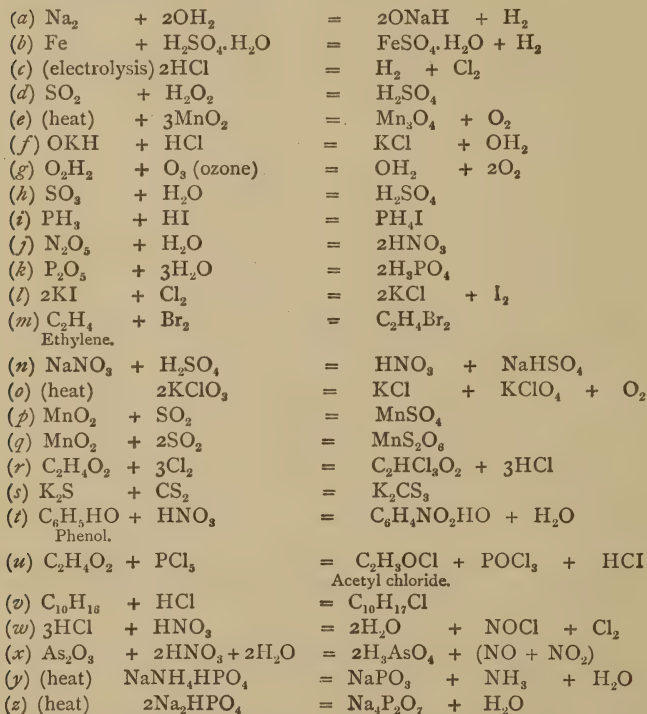 (a) Na₂ + 2OH₂ = 2ONaH + H₂
(b) Fe + H₂SO₄.H₂O = FeSO₄.H₂O + H₂
(c) (electrolysis) 2HCl = H₂ + Cl₂
(d) SO₂ + H₂O₂ = H₂SO₄
(e) (heat) + 3MnO₂ = Mn₃O₄ + O₂
(f) OKH + HCl = KCl + OH₂
(g) O₂H₂ + O₃ (ozone) = OH₂ + 2O₂
(h) SO₃ + H₂O = H₂SO₄
(i) PH₃ + HI = PH₄I
(j) N₂O₅ + H₂O = 2HNO₃
(k) P₂O₅ + 3H₂O = 2H₃PO₄
(l) 2KI + Cl₂ = 2KCl + I₂
(m) C₂H₄ + Br₂ = C₂H₄Br₂
Ethylene.
(n) NaNO₃ + H₂SO₄ = HNO₃ + NaHSO₄
(o) (heat) 2KClO₃ = KCl + KClO₄ + O₂
(p) MnO₂ + SO₂ = MnSO₄
(q) MnO₂ + 2SO₂ = MnS₂O₆
(r) C₂H₄O₂ + 3Cl₂ = C₂HCl₃O₂ + 3HCl
(s) K₂S + CS₂ = K₂CS₃
(t) C₆H₅HO + HNO₃ = C₆H₄NO₂HO + H₂O
Phenol.
(u) C₂H₄O₂ + PCl₅ = C₂H₃OCl + POCl₃ + HCl
Acetyl chloride.
(v) C₁₀H₁₆ + HCl = C₁₀H₁₇Cl
(w) 3HCl + HNO₃ = 2H₂O + NOCl + Cl₂
(x) As₂O₃ + 2HNO₃ + 2H₂O = 2H₃AsO₄ + (NO + NO₂)
(y) (heat) NaNH₄HPO₄ = NaPO₃ + NH₃ + H₂O
(z) (heat) 2Na₂HPO₄ = Na₄P₂O₇ + H₂O